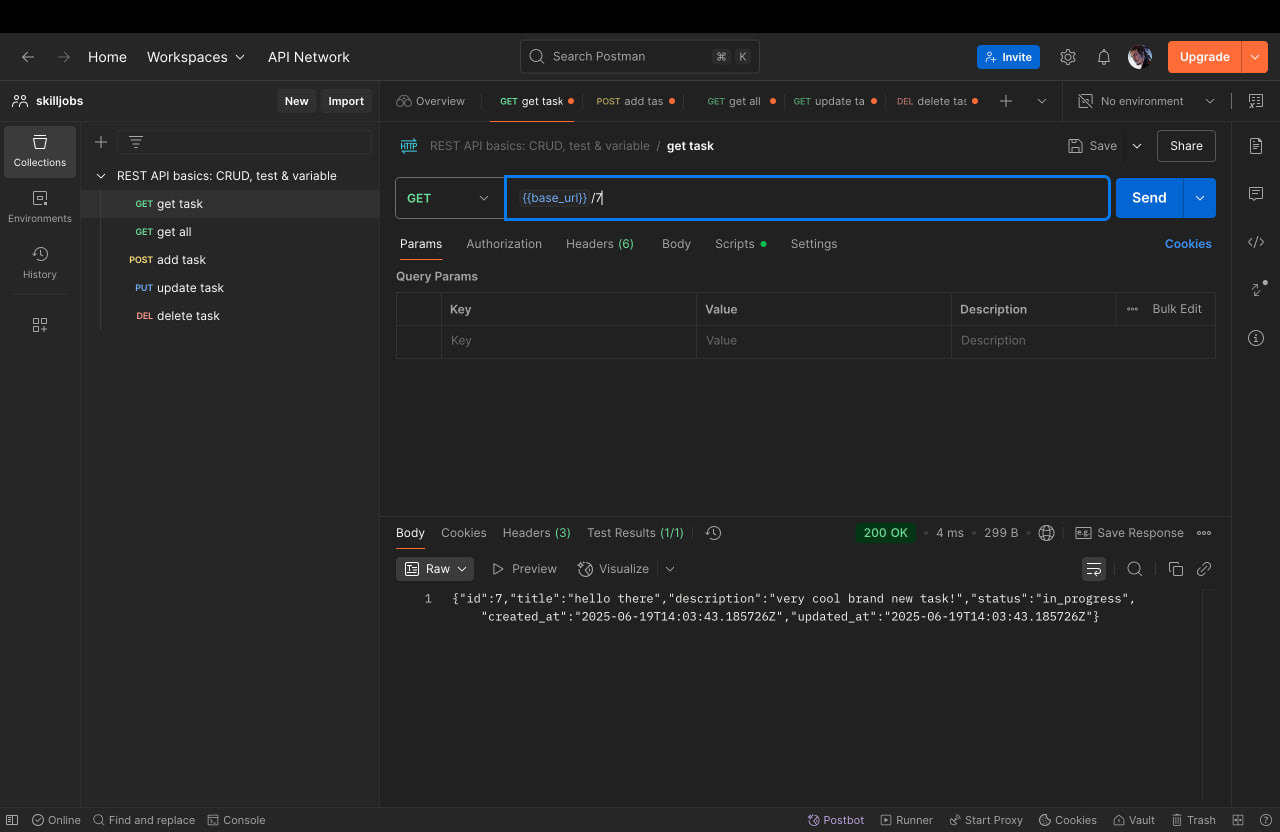 Home Workspaces API Network Search Postman ⌘ K Invite Upgrade
skilljobs New Import Overview GET get task POST add tas GET get all GET update ta DEL delete tas No environment
HTTP REST API basics: CRUD, test & variable / get task Save Share
Collections
Environments
History
REST API basics: CRUD, test & variable
GET get task
GET get all
POST add task
PUT update task
DEL delete task
GET {{base_url}} /7 Send
Params Authorization Headers (6) Body Scripts Settings Cookies
Query Params
Key Value Description Bulk Edit
Key Value Description
Body Cookies Headers (3) Test Results (1/1) 200 OK • 4 ms • 299 B • Save Response
Raw Preview Visualize
1 {"id":7,"title":"hello there","description":"very cool brand new task!","status":"in_progress",
"created_at":"2025-06-19T14:03:43.185726Z","updated_at":"2025-06-19T14:03:43.185726Z"}
Online Find and replace Console Postbot Runner Start Proxy Cookies Vault Trash